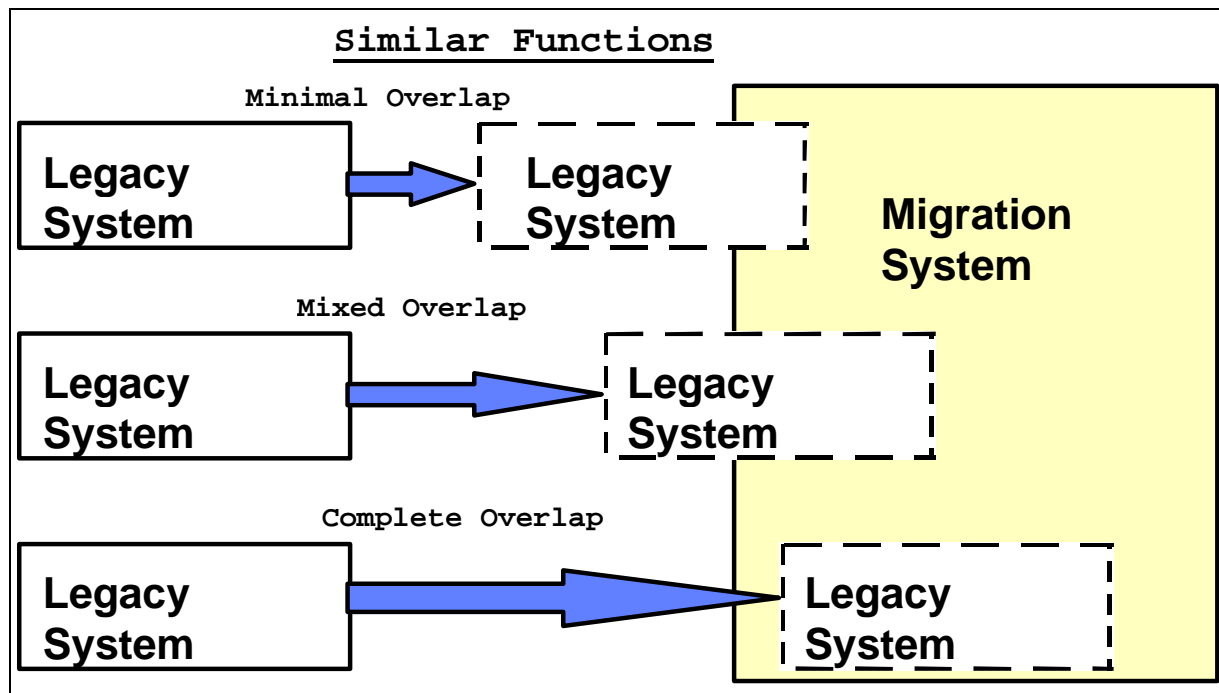 Similar Functions
Minimal Overlap
Legacy
System
Legacy
System
Migration
System
Mixed Overlap
Legacy
System
Legacy
System
Complete Overlap
Legacy
System
Legacy
System